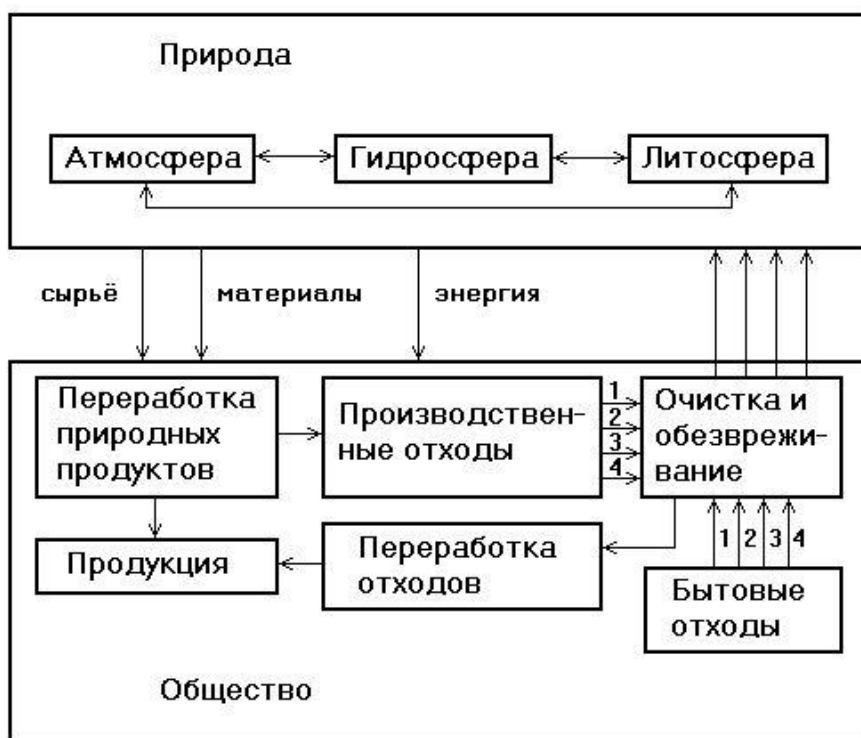 Природа
Атмосфера
Гидросфера
Литосфера
сырьё
материалы
энергия
Переработка
природных
продуктов
Производствен-
ные отходы
1
2
3
4
Очистка и
обезврежи-
вание
Продукция
Переработка
отходов
1 2 3 4
Бытовые
отходы
Общество